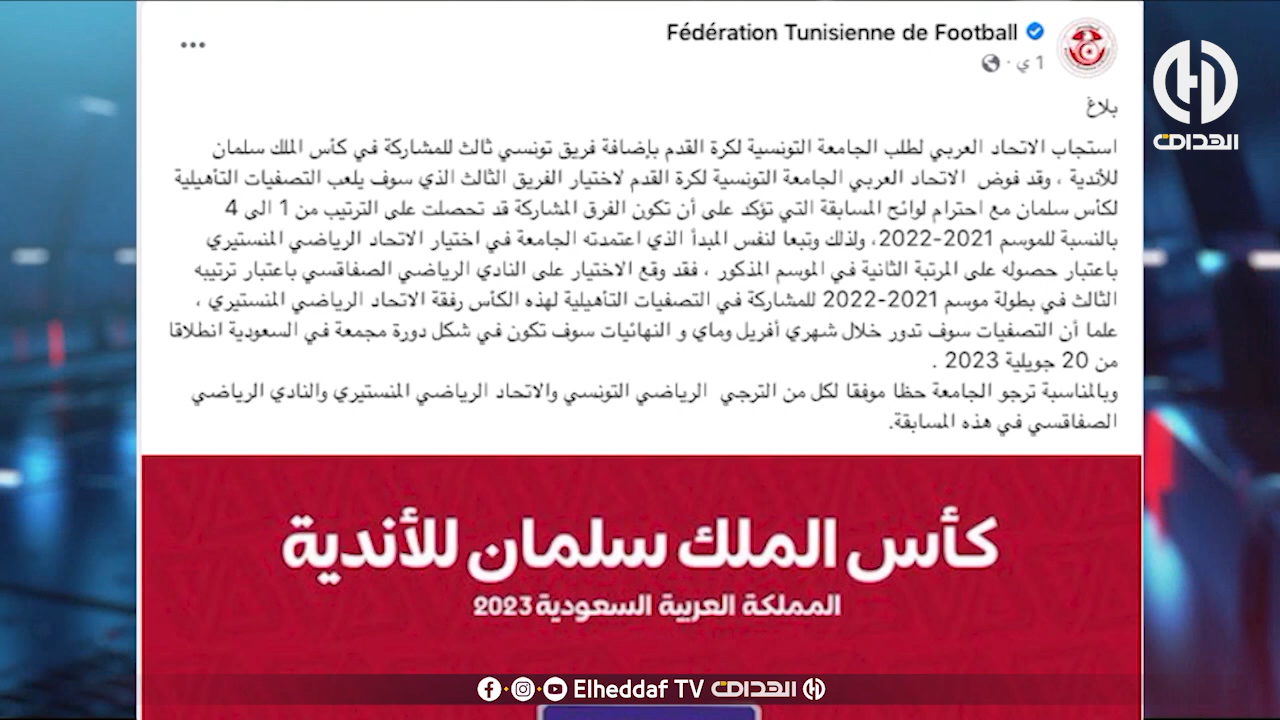 Fédération Tunisienne de Football
1 ي ·
الهداف
بلاغ
استجاب الاتحاد العربي لطلب الجامعة التونسية لكرة القدم بإضافة فريق تونسي ثالث للمشاركة في كأس الملك سلمان
للأندية ، وقد فوض الاتحاد العربي الجامعة التونسية لكرة القدم لاختيار الفريق الثالث الذي سوف يلعب التصفيات التأهيلية
لكأس سلمان مع احترام لوائح المسابقة التي تؤكد على أن تكون الفرق المشاركة قد تحصلت على الترتيب من 1 الى 4
بالنسبة للموسم 2021-2022، ولذلك وتبعا لنفس المبدأ الذي اعتمدته الجامعة في اختيار الاتحاد الرياضي المنستيري
باعتبار حصوله على المرتبة الثانية في الموسم المذكور ، فقد وقع الاختيار على النادي الرياضي الصفاقسي باعتبار ترتيبه
الثالث في بطولة موسم 2021-2022 للمشاركة في التصفيات التأهيلية لهذه الكأس رفقة الاتحاد الرياضي المنستيري ،
علما أن التصفيات سوف تدور خلال شهري أفريل وماي و النهائيات سوف تكون في شكل دورة مجمعة في السعودية انطلاقا
من 20 جويلية 2023 .
وبالمناسبة ترجو الجامعة حظا موفقا لكل من الترجي الرياضي التونسي والاتحاد الرياضي المنستيري والنادي الرياضي
الصفاقسي في هذه المسابقة.
كأس الملك سلمان للأندية
المملكة العربية السعودية 2023
Elheddaf TV الهداف